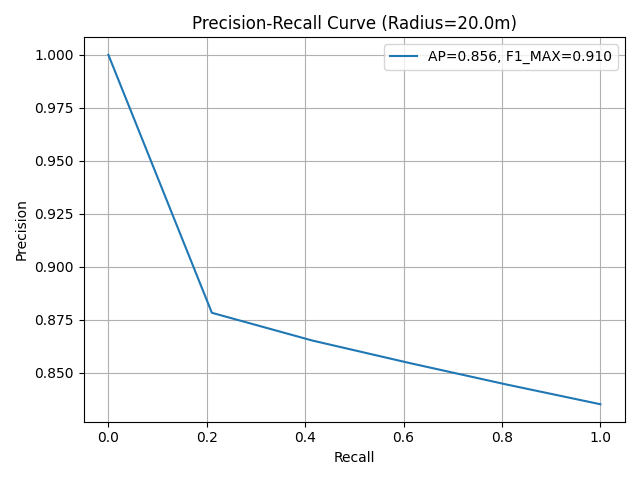 Precision-Recall Curve (Radius=20.0m)
AP=0.856, F1_MAX=0.910
1.000
0.975
0.950
0.925
0.900
0.875
0.850
Precision
0.0 0.2 0.4 0.6 0.8 1.0
Recall